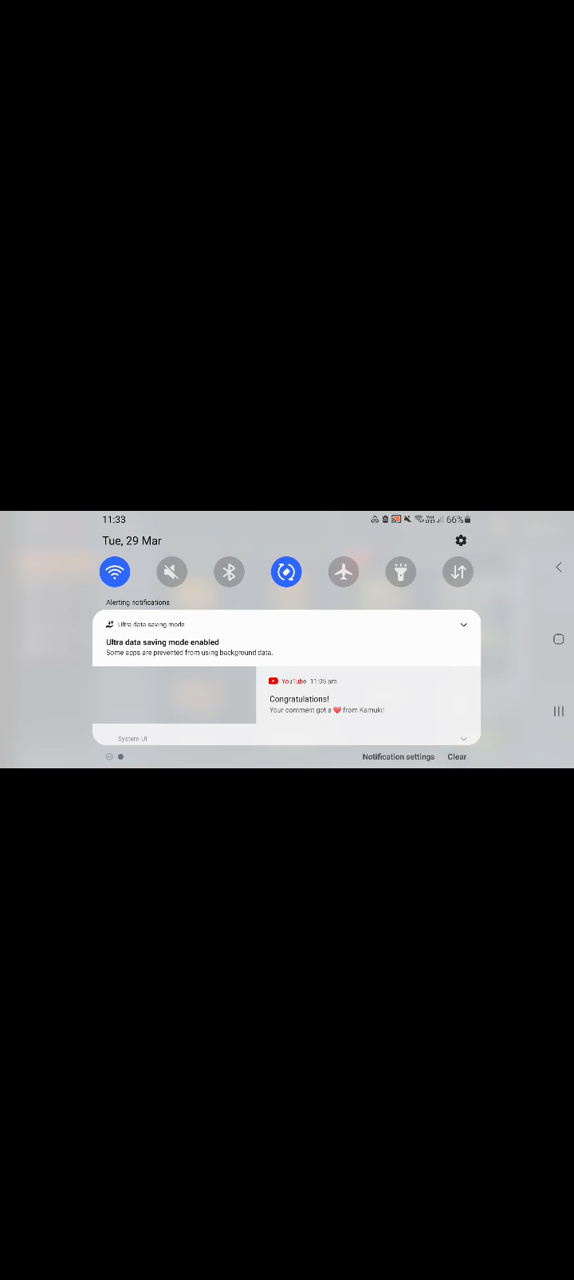 11:33
66%
Tue, 29 Mar
Alerting notifications
Ultra data saving mode
Ultra data saving mode enabled
Some apps are prevented from using background data.
YouTube 11:05 am
Congratulations!
Your comment got a ❤️ from Kamuki!
System UI
Notification settings Clear